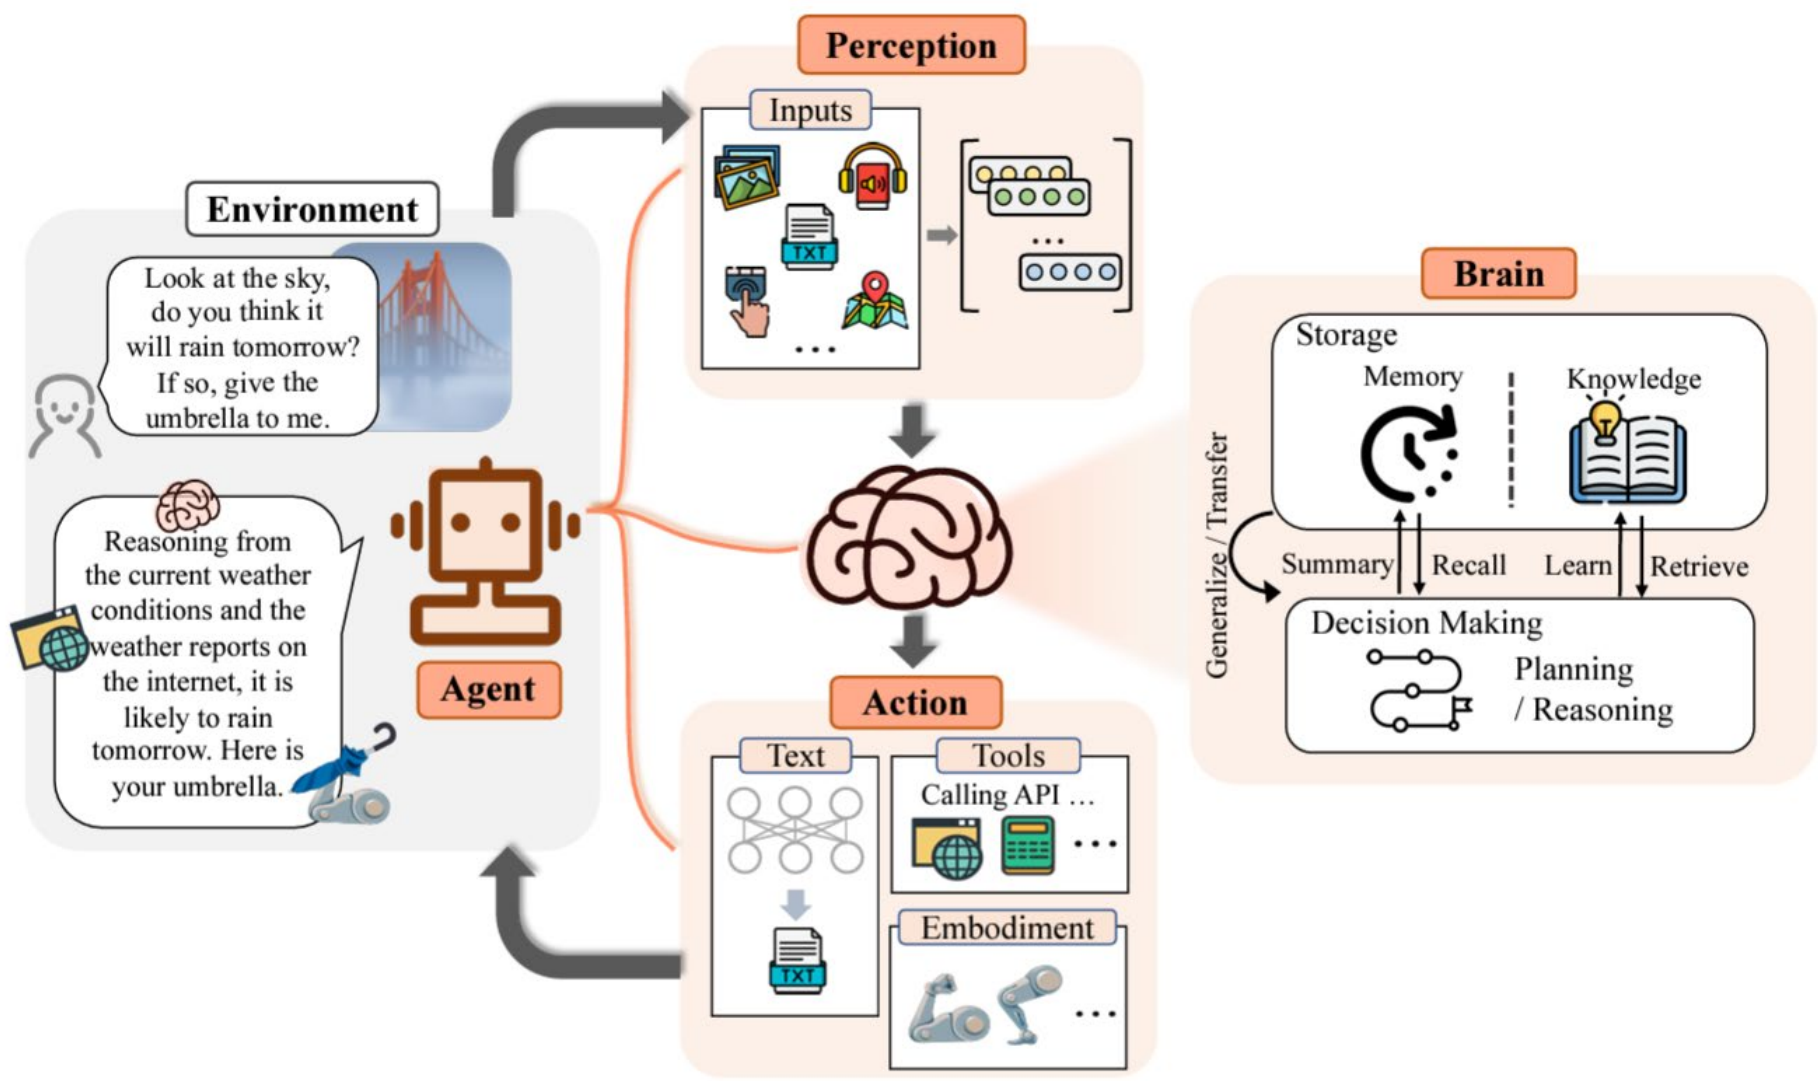 Perception
Inputs
TXT
Environment
Look at the sky,
do you think it
will rain tomorrow?
If so, give the
umbrella to me.
Reasoning from
the current weather
conditions and the
weather reports on
the internet, it is
likely to rain
tomorrow. Here is
your umbrella.
Agent
Brain
Storage
Memory
Knowledge
Generalize / Transfer
Summary
Recall
Learn
Retrieve
Decision Making
Planning
/ Reasoning
Action
Text
TXT
Tools
Calling API ...
Embodiment